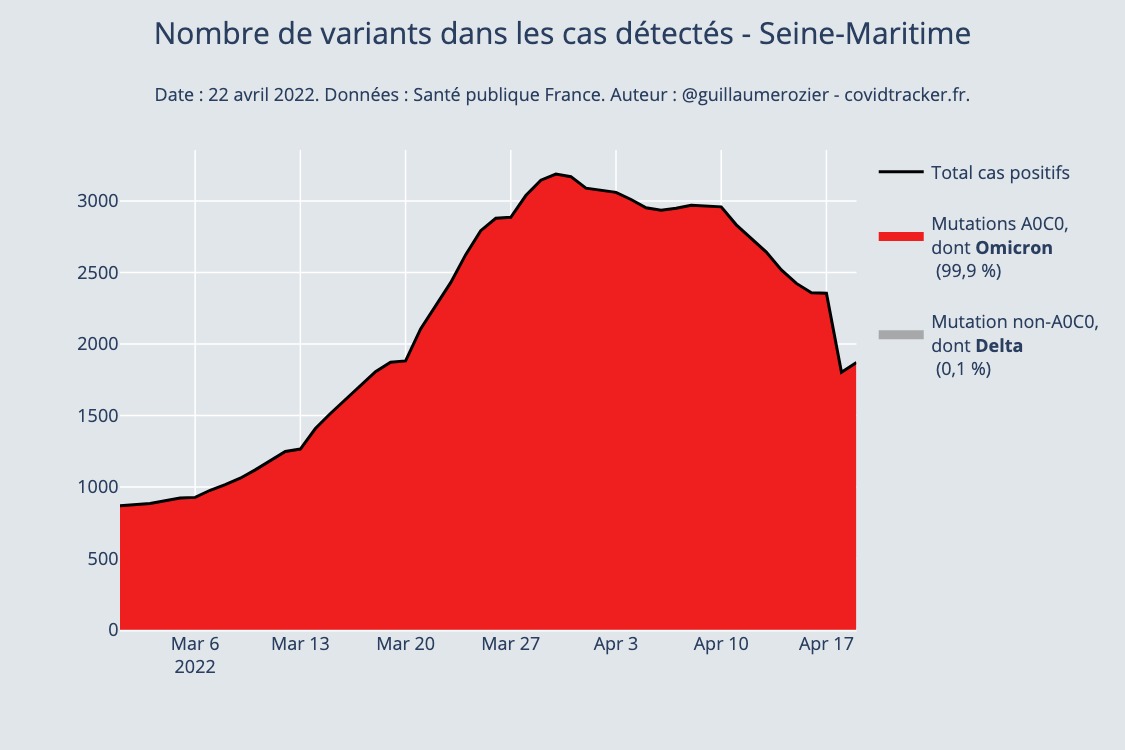 Nombre de variants dans les cas détectés - Seine-Maritime
Date : 22 avril 2022. Données : Santé publique France. Auteur : @guillaumerozier - covidtracker.fr.
Total cas positifs
Mutations A0C0,
dont Omicron
(99,9 %)
Mutation non-A0C0,
dont Delta
(0,1 %)
3000
2500
2000
1500
1000
500
0
Mar 6
2022
Mar 13
Mar 20
Mar 27
Apr 3
Apr 10
Apr 17